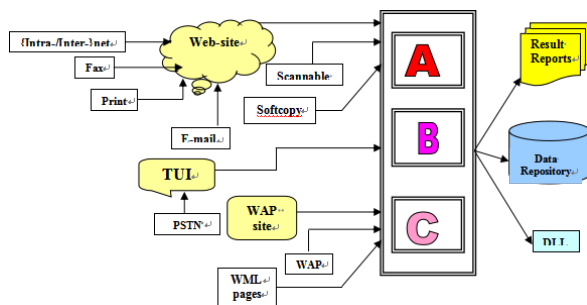 {Intra-/Inter-}net
Web-site
Fax
Print
Scannable
Softcopy
E-mail
TUI
PSTN
WAP
site
WAP
WML
pages
A
B
C
Result
Reports
Data
Repository
DLL